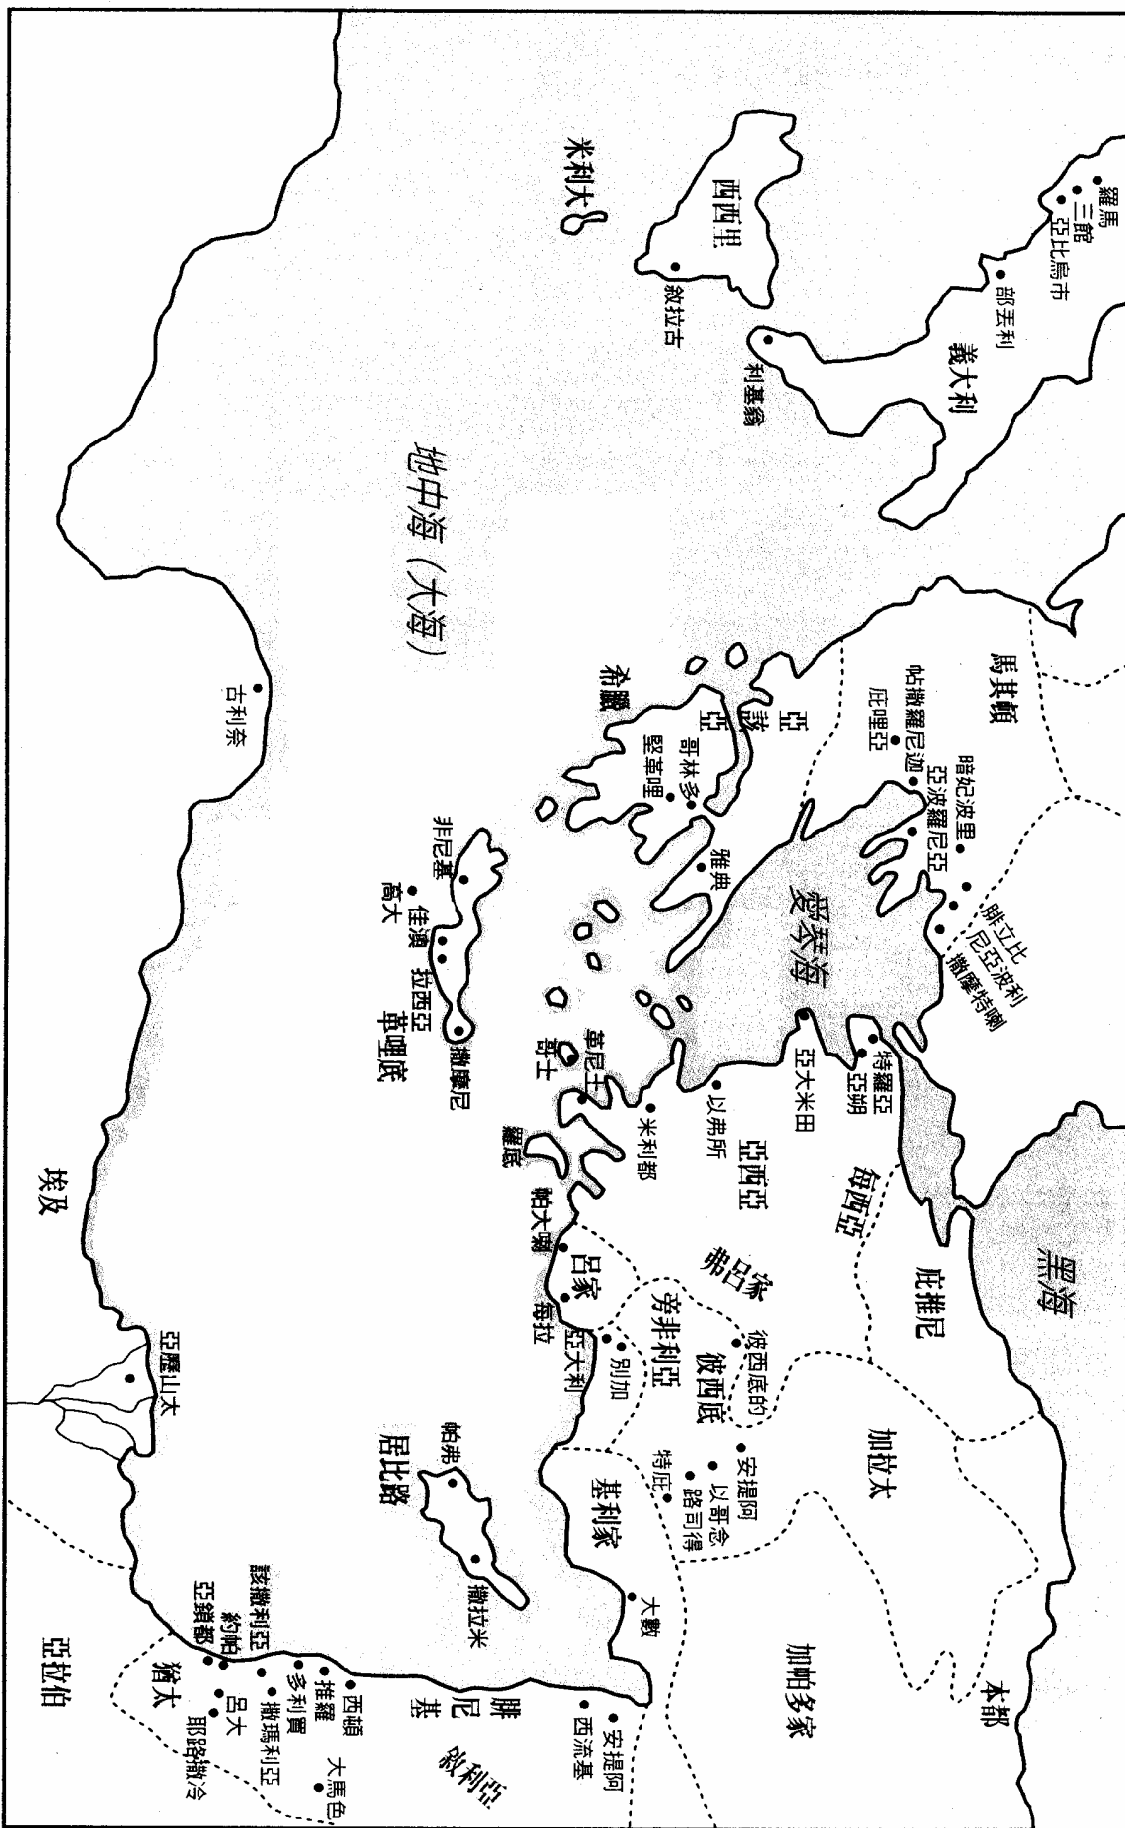 羅馬
三館
亞比烏市
部丟利
義大利
西西里
米利大
敘拉古
利基翁
地中海（大海）
馬其頓
帖撒羅尼迦
庇哩亞
暗妃波里
亞波羅尼亞
腓立比
尼亞波利
撒摩特喇
亞該亞
希臘
哥林多
堅革哩
雅典
愛琴海
黑海
古利奈
非尼基
高大
佳澳
拉西亞
革哩底
撒摩尼
哥士
革尼土
羅底
米利都
以弗所
亞大米田
亞朔
特羅亞
亞西亞
每西亞
庇推尼
弗呂家
帕大喇
呂家
每拉
旁非利亞
亞大利
別加
彼西底
彼西底的
安提阿
加拉太
以哥念
路司得
特庇
基利家
大數
加帕多家
本都
埃及
亞歷山太
居比路
帕弗
撒拉米
安提阿
西流基
敘利亞
腓尼基
西頓
推羅
大馬色
多利買
該撒利亞
撒瑪利亞
約帕
亞鎖都
呂大
耶路撒冷
猶太
亞拉伯